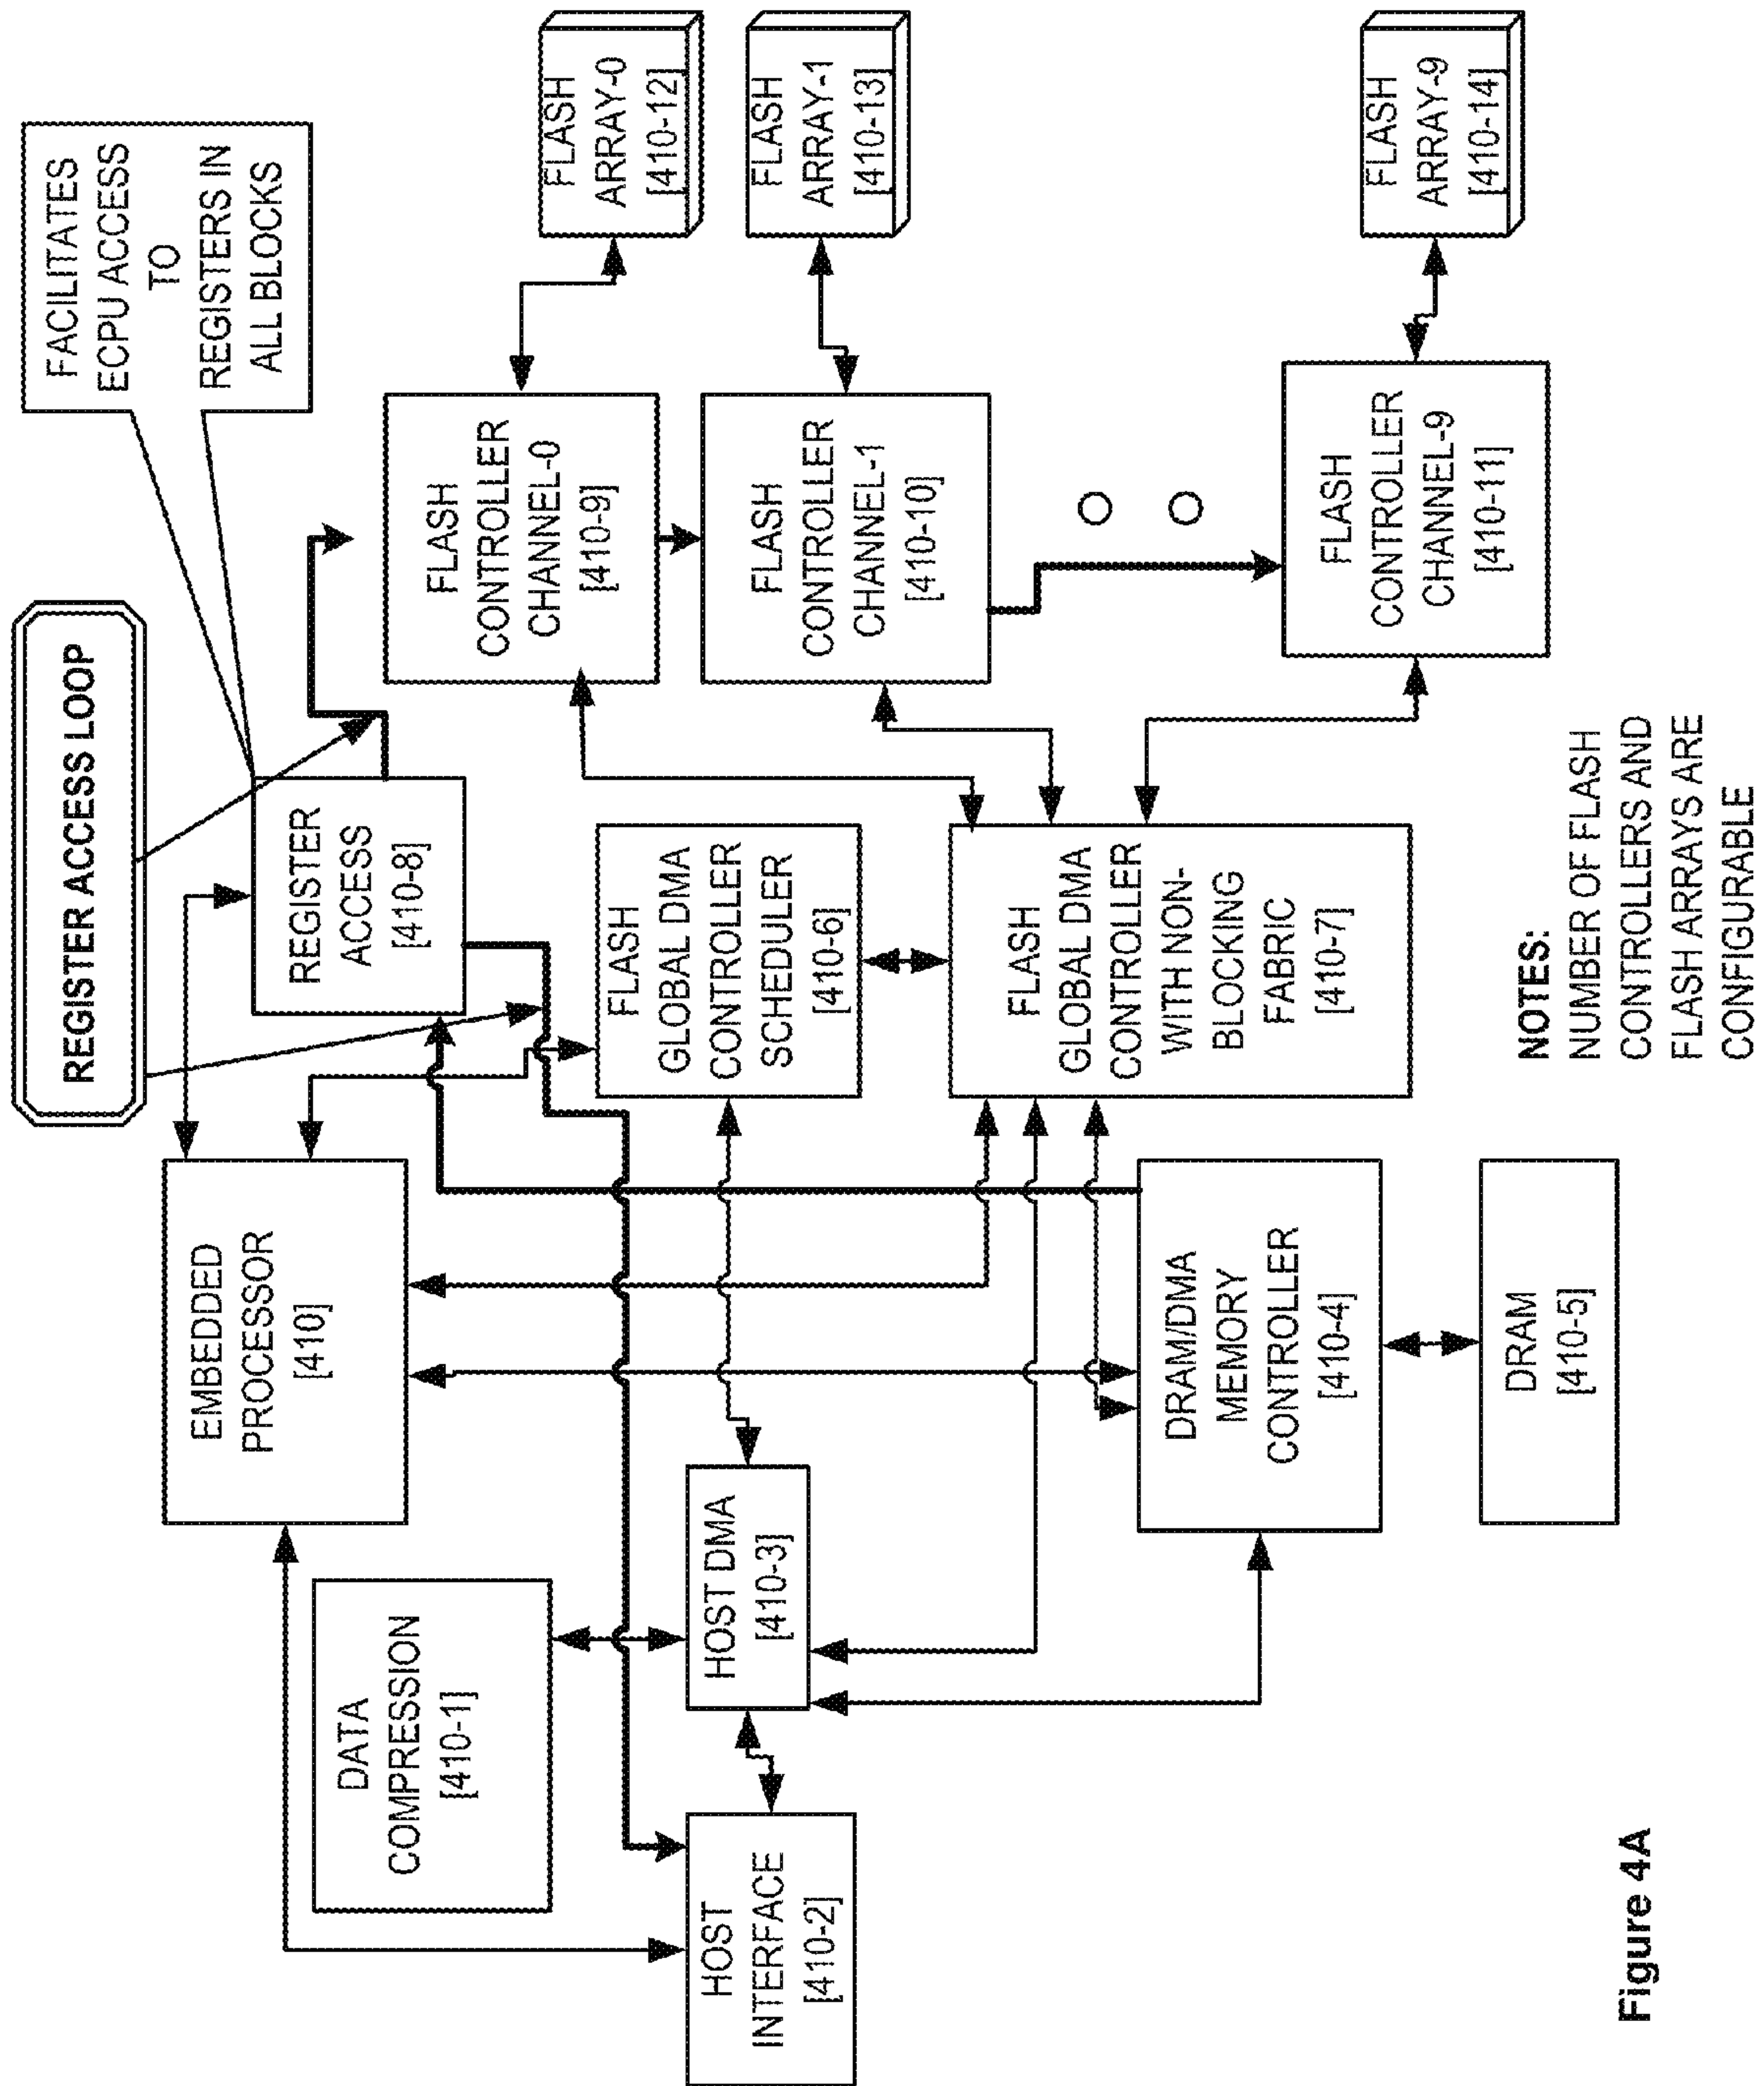 REGISTER ACCESS LOOP
FACILITATES
ECPU ACCESS
TO
REGISTERS IN
ALL BLOCKS
EMBEDDED
PROCESSOR
[410]
REGISTER
ACCESS
[410-8]
DATA
COMPRESSION
[410-1]
HOST
INTERFACE
[410-2]
HOST DMA
[410-3]
FLASH
GLOBAL DMA
CONTROLLER
SCHEDULER
[410-6]
FLASH
CONTROLLER
CHANNEL-0
[410-9]
FLASH
ARRAY-0
[410-12]
FLASH
CONTROLLER
CHANNEL-1
[410-10]
FLASH
ARRAY-1
[410-13]
FLASH
GLOBAL DMA
CONTROLLER
WITH NON-
BLOCKING
FABRIC
[410-7]
DRAM/DMA
MEMORY
CONTROLLER
[410-4]
DRAM
[410-5]
FLASH
CONTROLLER
CHANNEL-9
[410-11]
FLASH
ARRAY-9
[410-14]
NOTES:
NUMBER OF FLASH
CONTROLLERS AND
FLASH ARRAYS ARE
CONFIGURABLE
Figure 4A